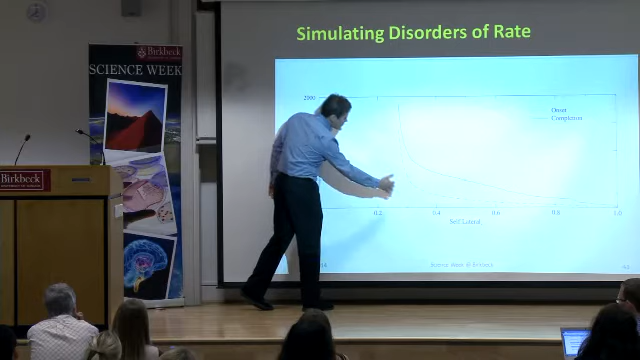 Simulating Disorders of Rate
Birkbeck
SCIENCE WEEK
2000
Onset
Completion
0.2
0.4
0.6
0.8
1.0
Self Lateral
Birkbeck